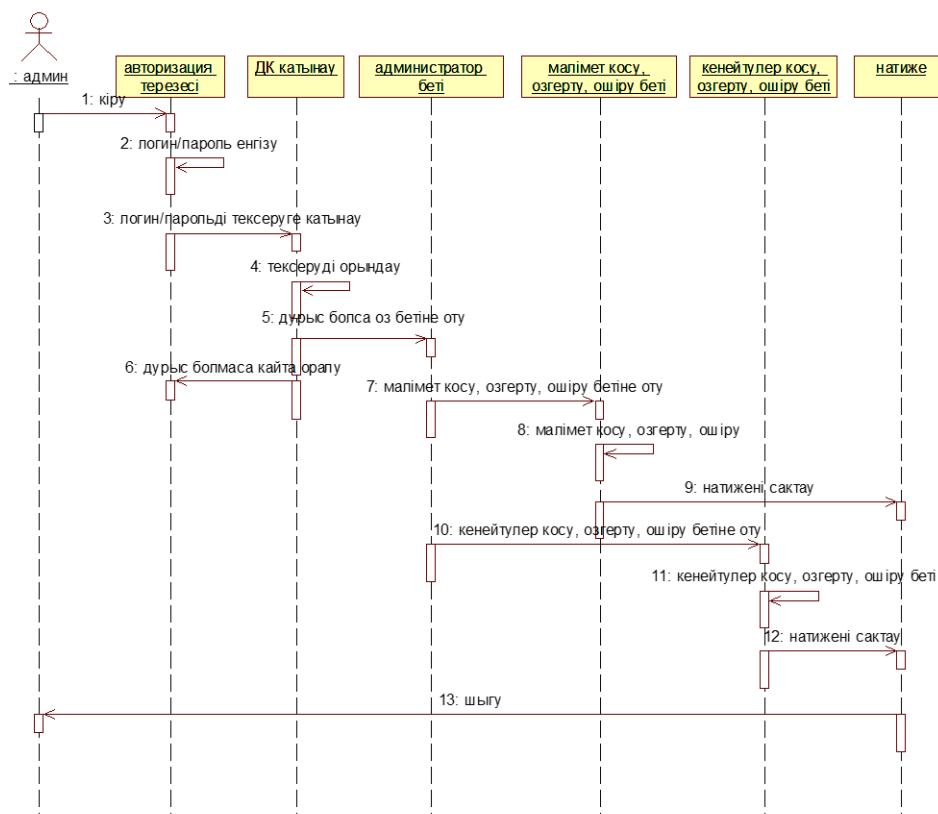 : админ
авторизация
терезесі
ДК катынау
администратор
беті
малімет косу,
озгерту, ошіру беті
кенейтулер косу,
озгерту, ошіру беті
натиже
1: кіру
2: логин/пароль енгізу
3: логин/парольді тексеруге катынау
4: тексеруді орындау
5: дурыс болса оз бетіне оту
6: дурыс болмаса кайта оралу
7: малімет косу, озгерту, ошіру бетіне оту
8: малімет косу, озгерту, ошіру
9: натижені сактау
10: кенейтулер косу, озгерту, ошіру бетіне оту
11: кенейтулер косу, озгерту, ошіру беті
12: натижені сактау
13: шыгу